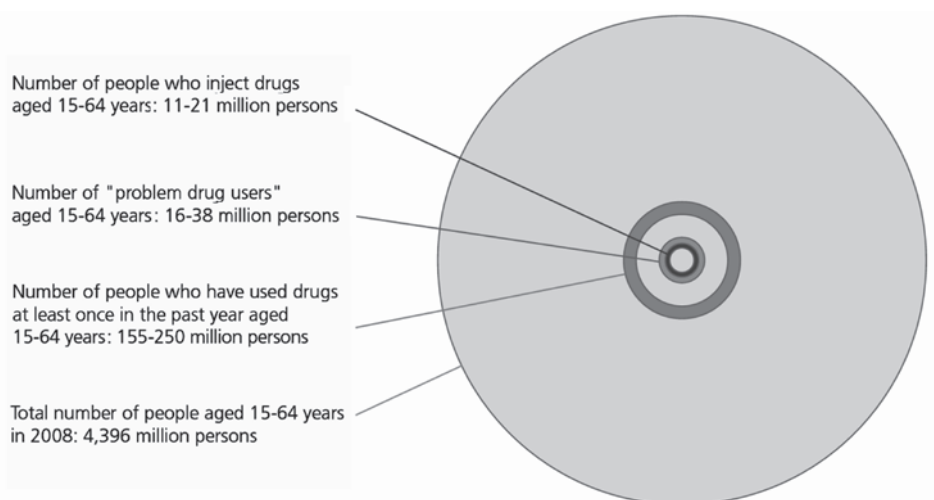 Number of people who inject drugs
aged 15-64 years: 11-21 million persons
Number of "problem drug users"
aged 15-64 years: 16-38 million persons
Number of people who have used drugs
at least once in the past year aged
15-64 years: 155-250 million persons
Total number of people aged 15-64 years
in 2008: 4,396 million persons